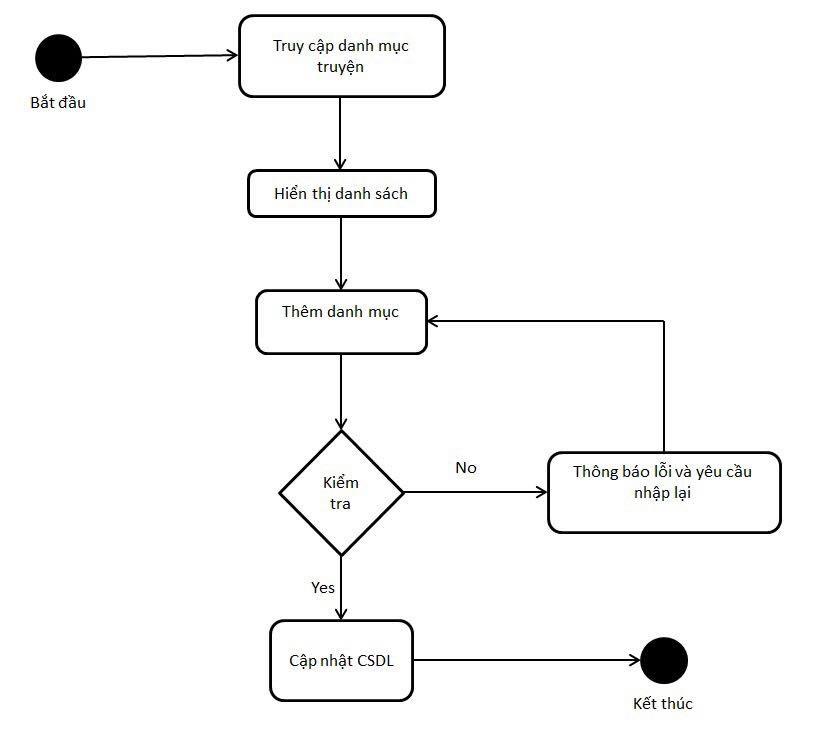 Truy cập danh mục
truyện
Bắt đầu
Hiển thị danh sách
Thêm danh mục
No
Thông báo lỗi và yêu cầu
nhập lại
Kiểm
tra
Yes
Cập nhật CSDL
Kết thúc